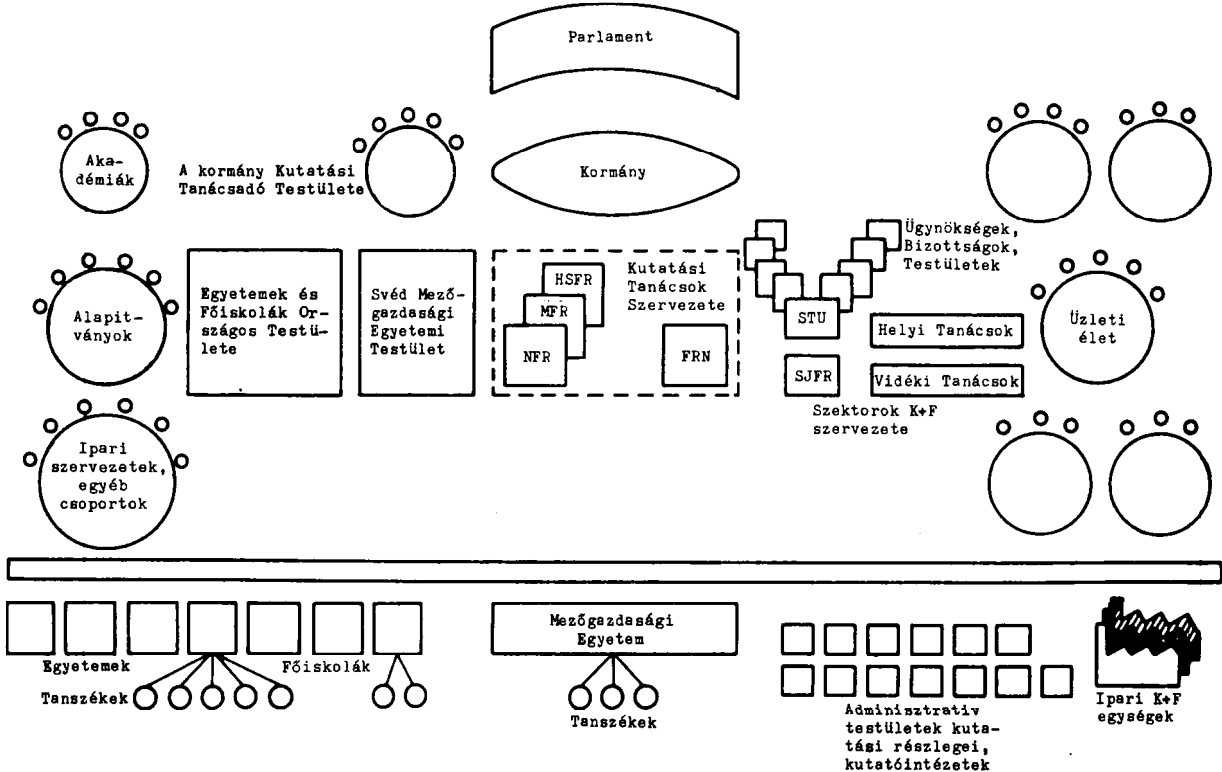 Parlament
Aka-
démiák
A kormány Kutatási
Tanácsadó Testülete
Kormány
Ügynökségek,
Bizottságok,
Testületek
Alapit-
ványok
Egyetemek és
Főiskolák Or-
szágos Testü-
lete
Svéd Mező-
gazdasági
Egyetemi
Testület
HSFR
MFR
NFR
Kutatási
Tanácsok
Szervezete
FRN
STU
SJFR
Helyi Tanácsok
Vidéki Tanácsok
Szektorok K+F
szervezete
Üzleti
élet
Ipari
szervezetek,
egyéb
csoportok
Egyetemek
Főiskolák
Tanszékek
Mezőgazdasági
Egyetem
Tanszékek
Administrativ
testületek kuta-
tási részlegei,
kutatóintézetek
Ipari K+F
egységek